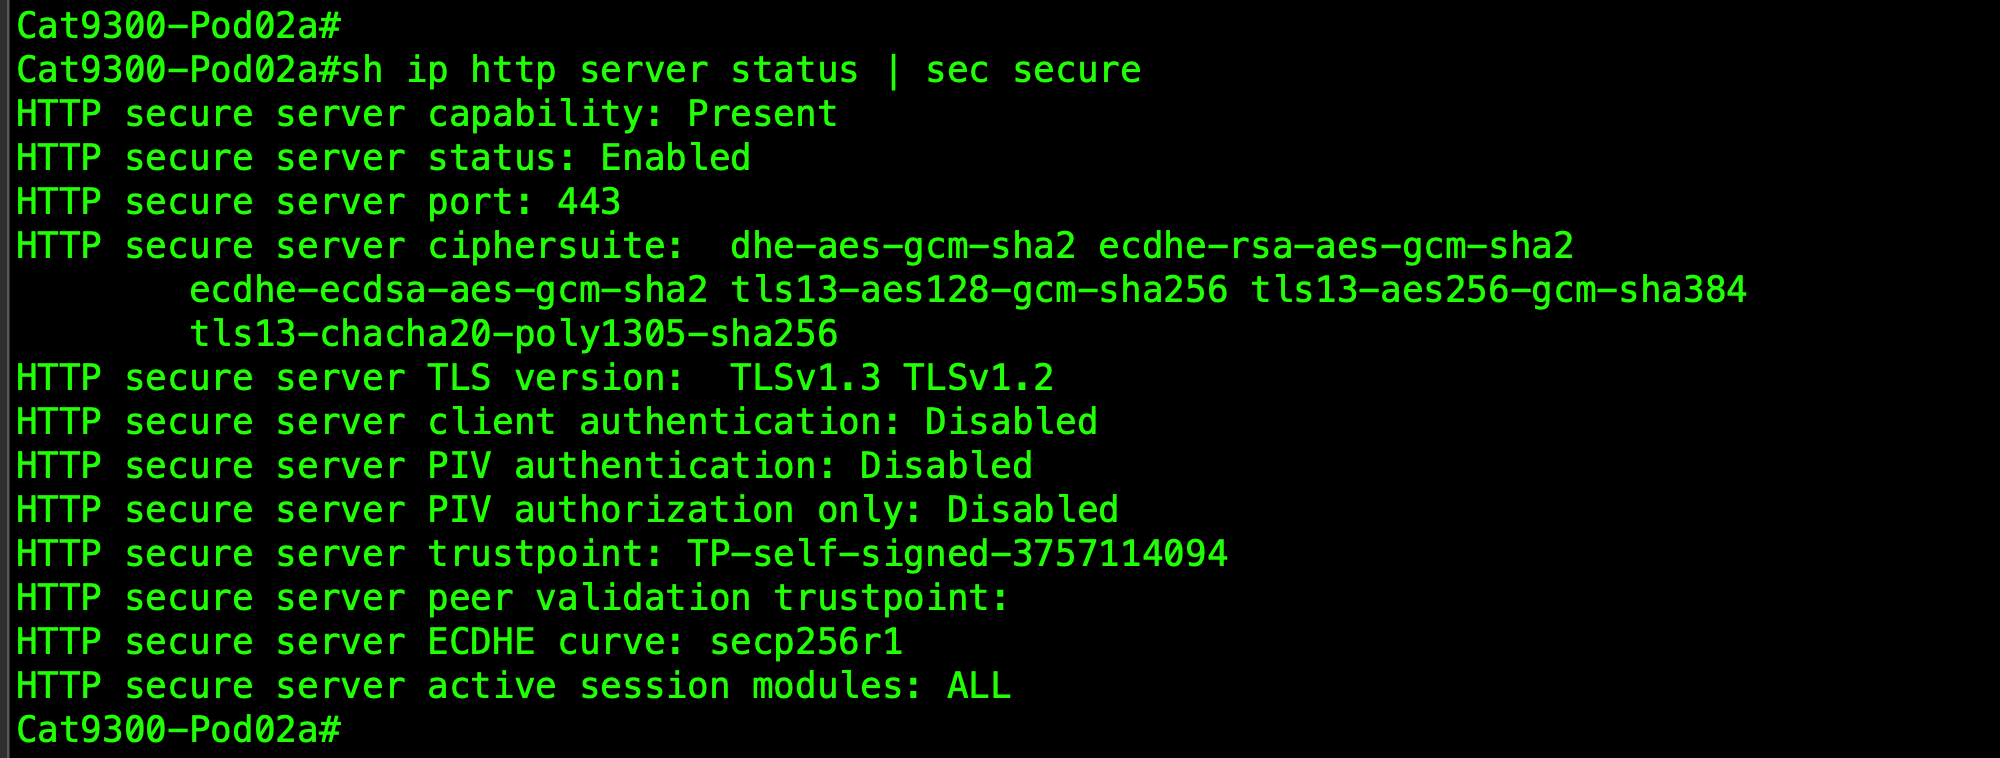 Cat9300-Pod02a#
Cat9300-Pod02a#sh ip http server status | sec secure
HTTP secure server capability: Present
HTTP secure server status: Enabled
HTTP secure server port: 443
HTTP secure server ciphersuite:  dhe-aes-gcm-sha2 ecdhe-rsa-aes-gcm-sha2
        ecdhe-ecdsa-aes-gcm-sha2 tls13-aes128-gcm-sha256 tls13-aes256-gcm-sha384
        tls13-chacha20-poly1305-sha256
HTTP secure server TLS version:  TLSv1.3 TLSv1.2
HTTP secure server client authentication: Disabled
HTTP secure server PIV authentication: Disabled
HTTP secure server PIV authorization only: Disabled
HTTP secure server trustpoint: TP-self-signed-3757114094
HTTP secure server peer validation trustpoint:
HTTP secure server ECDHE curve: secp256r1
HTTP secure server active session modules: ALL
Cat9300-Pod02a#